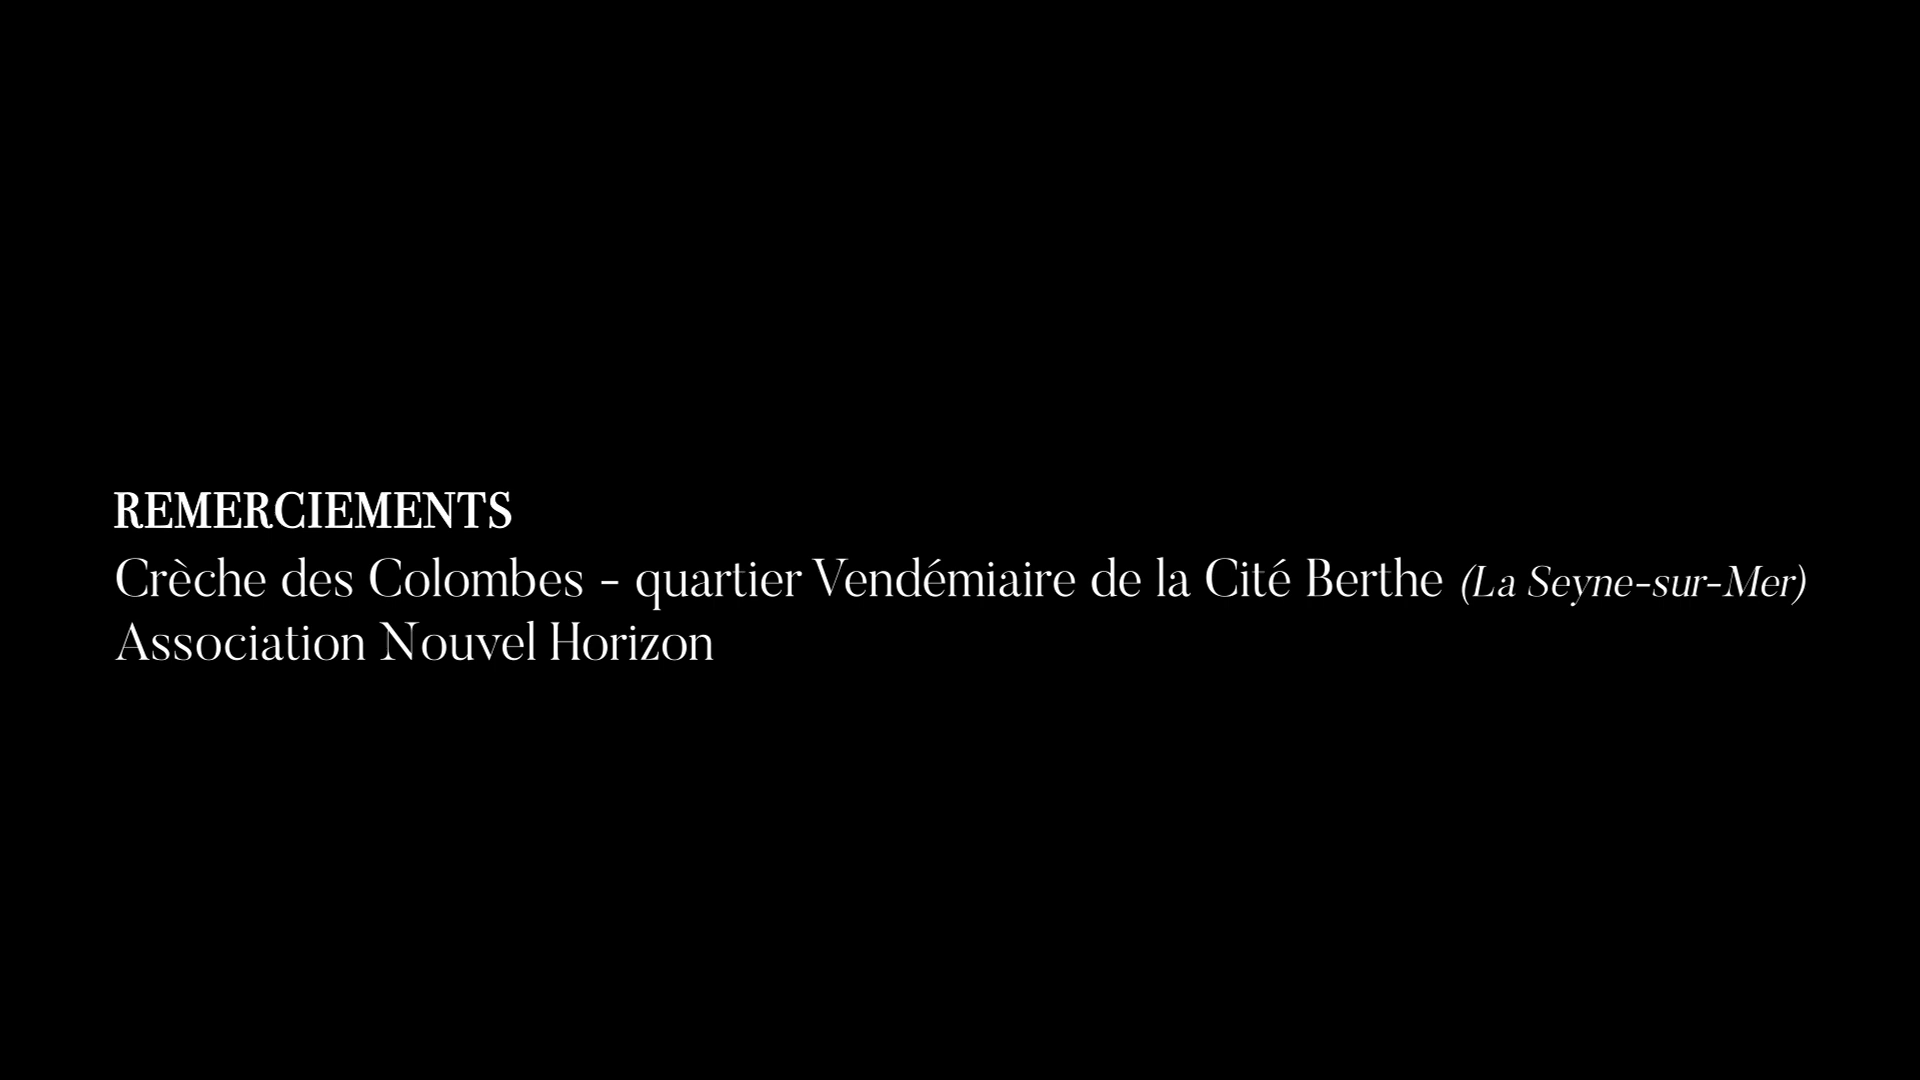 REMERCIEMENTS
Crèche des Colombes - quartier Vendémiaire de la Cité Berthe (La Seyne-sur-Mer)
Association Nouvel Horizon